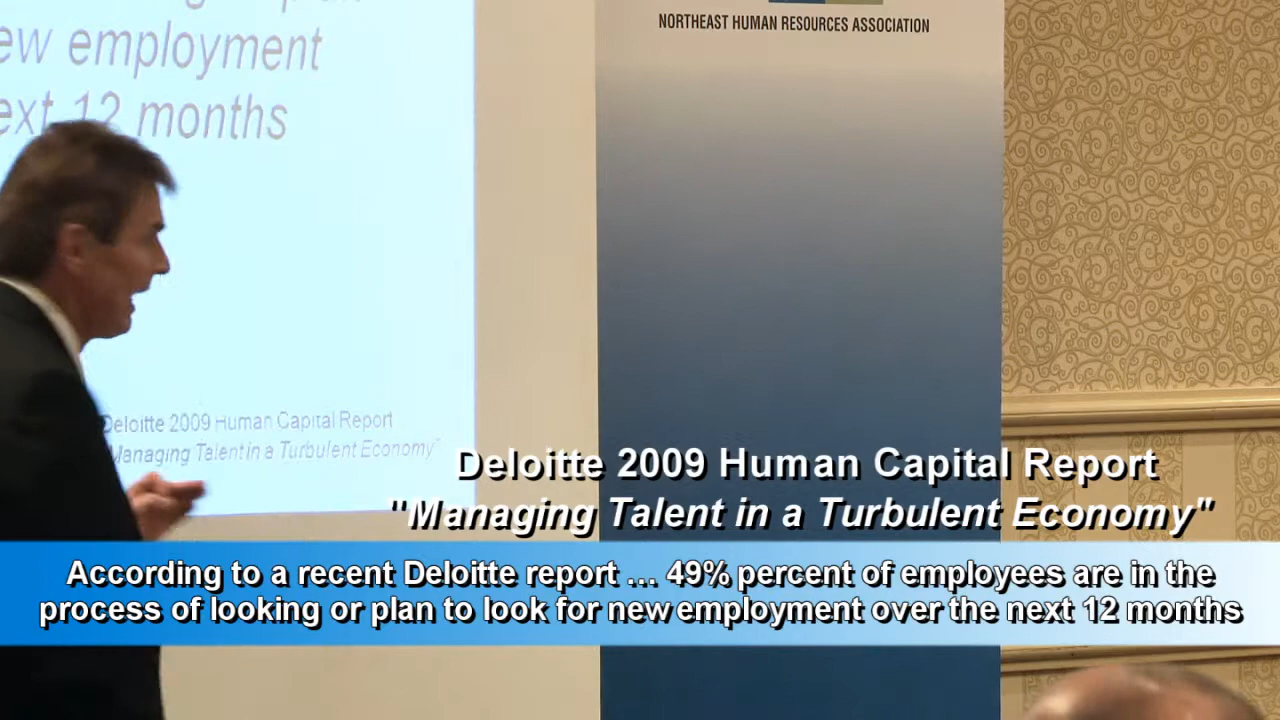 ew employment
ext 12 months
NORTHEAST HUMAN RESOURCES ASSOCIATION
Deloitte 2009 Human Capital Report
Managing Talent in a Turbulent Economy"
Deloitte 2009 Human Capital Report
"Managing Talent in a Turbulent Economy"
According to a recent Deloitte report ... 49% percent of employees are in the
process of looking or plan to look for new employment over the next 12 months